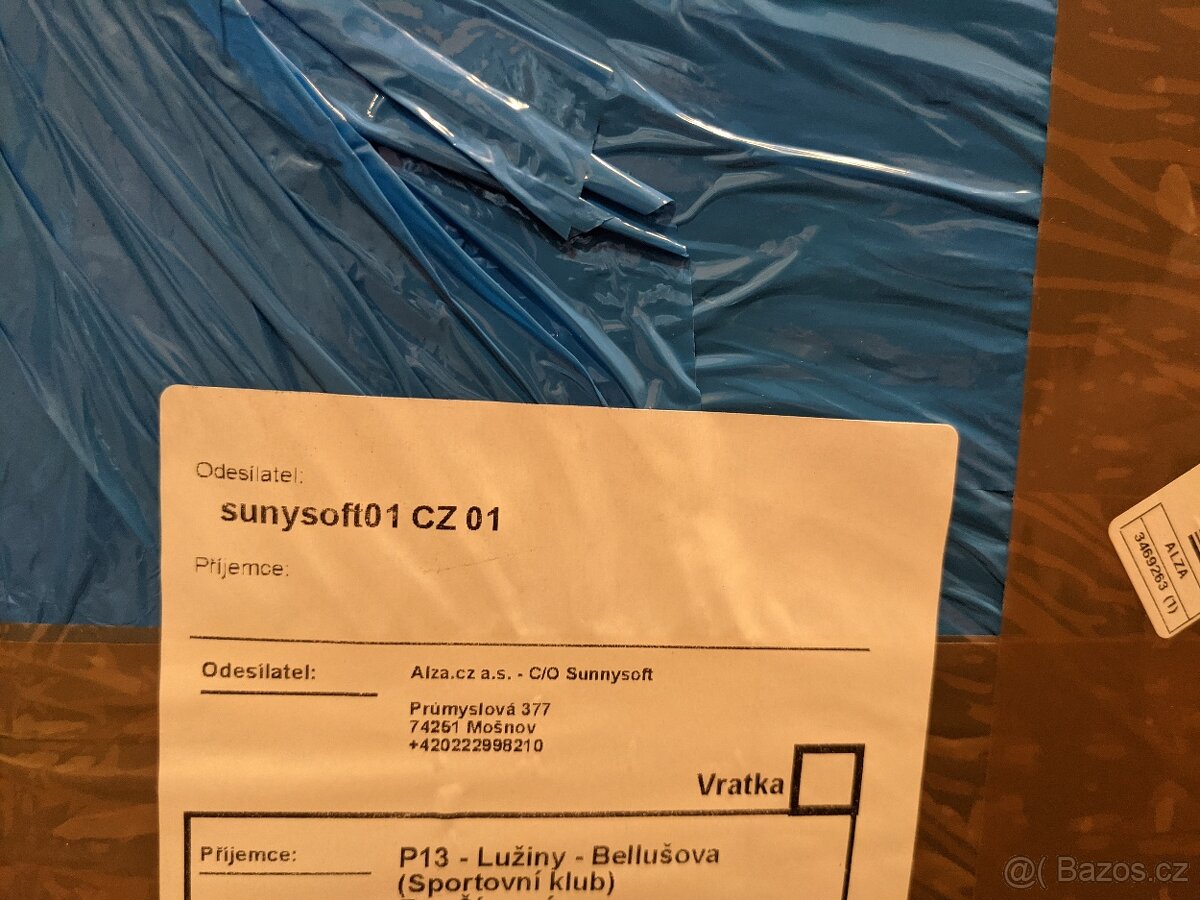 Odesílatel:
sunysoft01 CZ 01
Příjemce:
Odesílatel:
Alza.cz a.s. - C/O Sunnysoft
Průmyslová 377
74251 Mošnov
+420222998210
Vratka
Příjemce:
P13 - Lužiny - Bellušova
(Sportovní klub)
ALZA
3469263 (1)
@( Bazos.cz